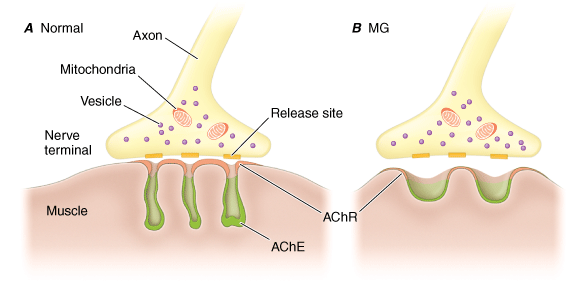 A Normal
B MG
Axon
Mitochondria
Vesicle
Release site
Nerve
terminal
Muscle
AChR
AChE